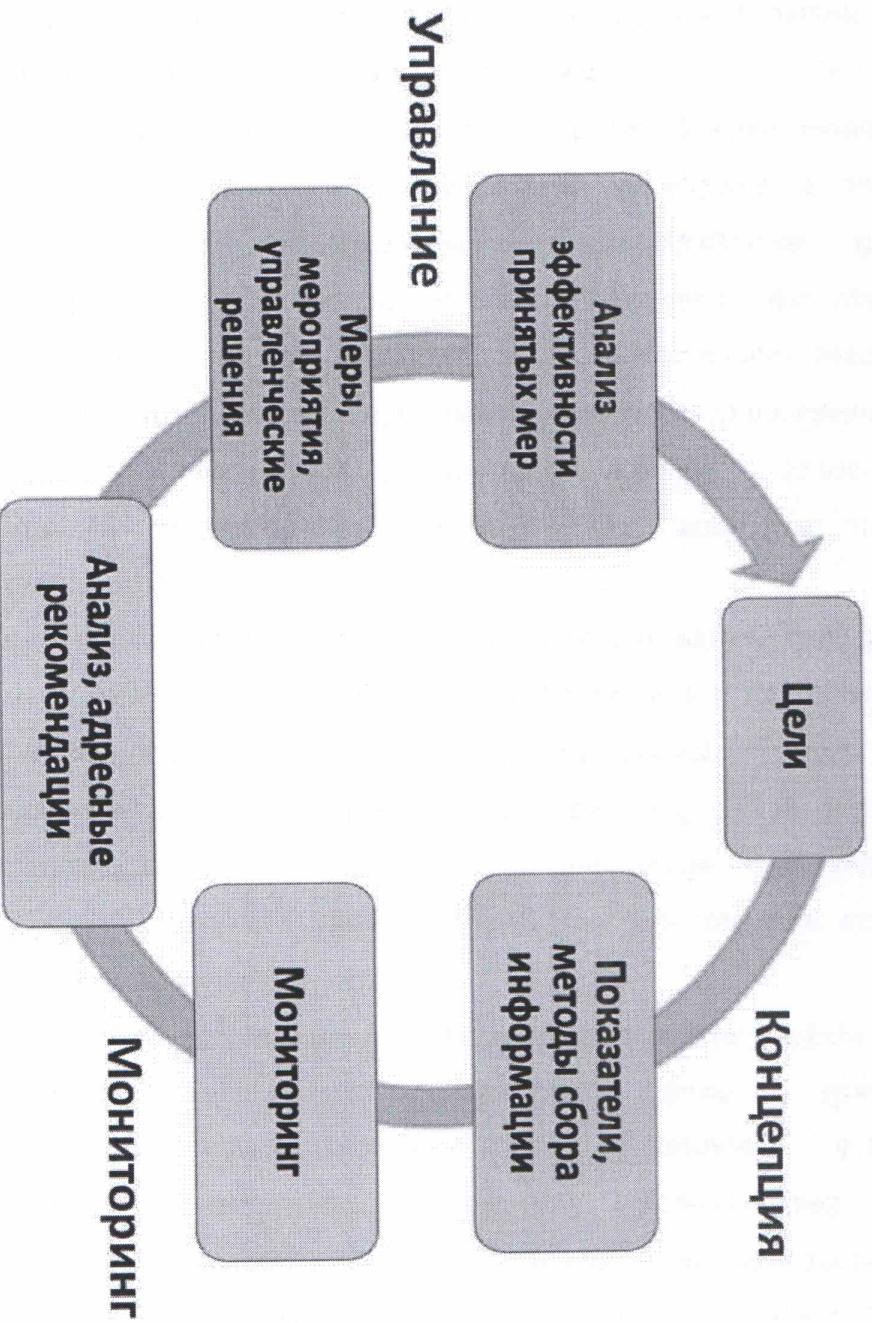 Цели
Концепция
Показатели,
методы сбора
информации
Мониторинг
Мониторинг
Анализ, адресные
рекомендации
Меры,
мероприятия,
управленческие
решения
Управление
Анализ
эффективности
принятых мер